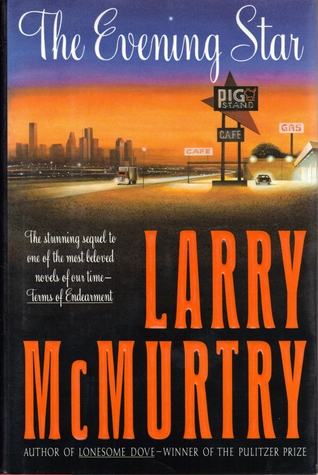 The Evening Star
PIG
STAND
CAFE
CAFE
GAS
The stunning sequel to
one of the most beloved
novels of our time—
Terms of Endearment
LARRY
McMURTRY
AUTHOR OF LONESOME DOVE—WINNER OF THE PULITZER PRIZE